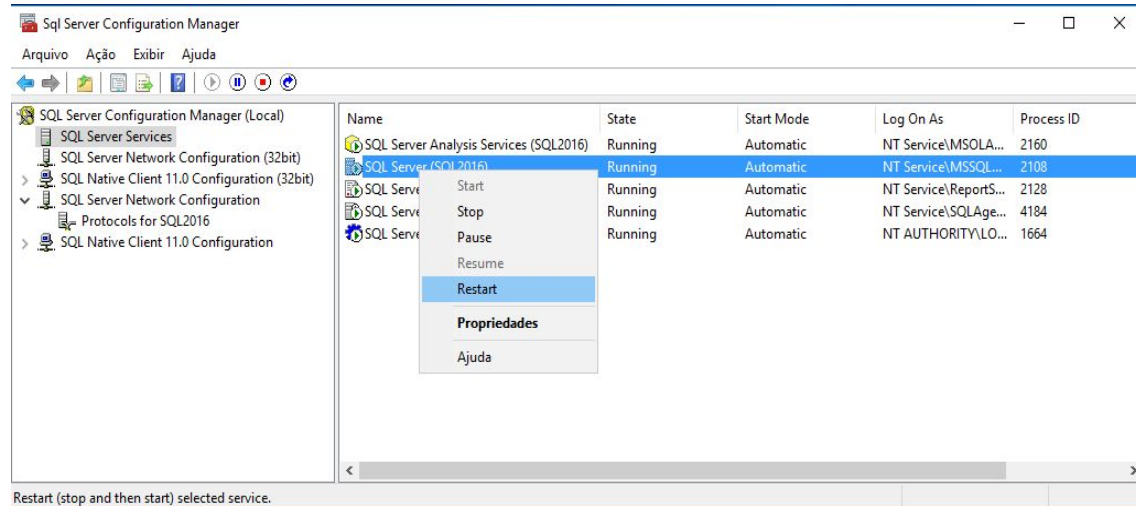 Sql Server Configuration Manager
Arquivo Ação Exibir Ajuda
SQL Server Configuration Manager (Local)
SQL Server Services
SQL Server Network Configuration (32bit)
SQL Native Client 11.0 Configuration (32bit)
SQL Server Network Configuration
Protocols for SQL2016
SQL Native Client 11.0 Configuration
Name State Start Mode Log On As Process ID
SQL Server Analysis Services (SQL2016) Running Automatic NT Service\MSOLA... 2160
SQL Server (SQL2016) Running Automatic NT Service\MSSQL... 2108
SQL Serve Running Automatic NT Service\ReportS... 2128
SQL Serve Running Automatic NT Service\SQLAge... 4184
SQL Serve Running Automatic NT AUTHORITY\LO... 1664
Start
Stop
Pause
Resume
Restart
Propriedades
Ajuda
Restart (stop and then start) selected service.